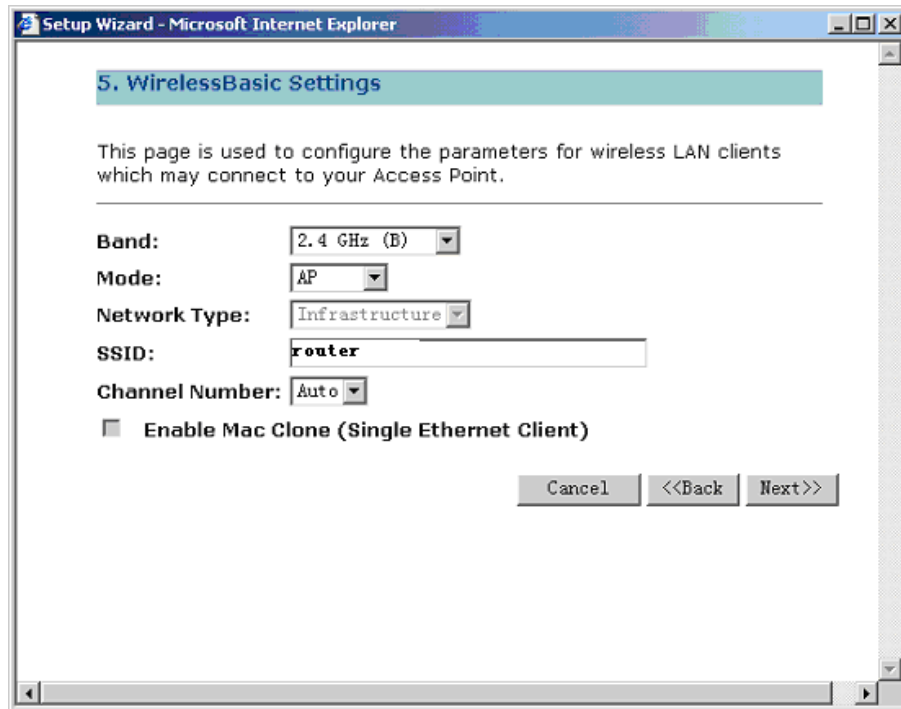 Setup Wizard - Microsoft Internet Explorer
5. WirelessBasic Settings
This page is used to configure the parameters for wireless LAN clients
which may connect to your Access Point.
Band: 2.4 GHz (B)
Mode: AP
Network Type: Infrastructure
SSID: router
Channel Number: Auto
Enable Mac Clone (Single Ethernet Client)
Cancel <<Back Next>>